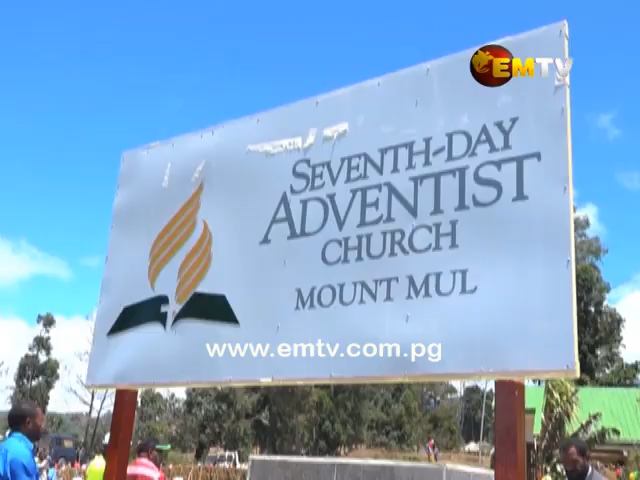 EMTV
SEVENTH-DAY
ADVENTIST
CHURCH
MOUNT MUL
www.emtv.com.pg